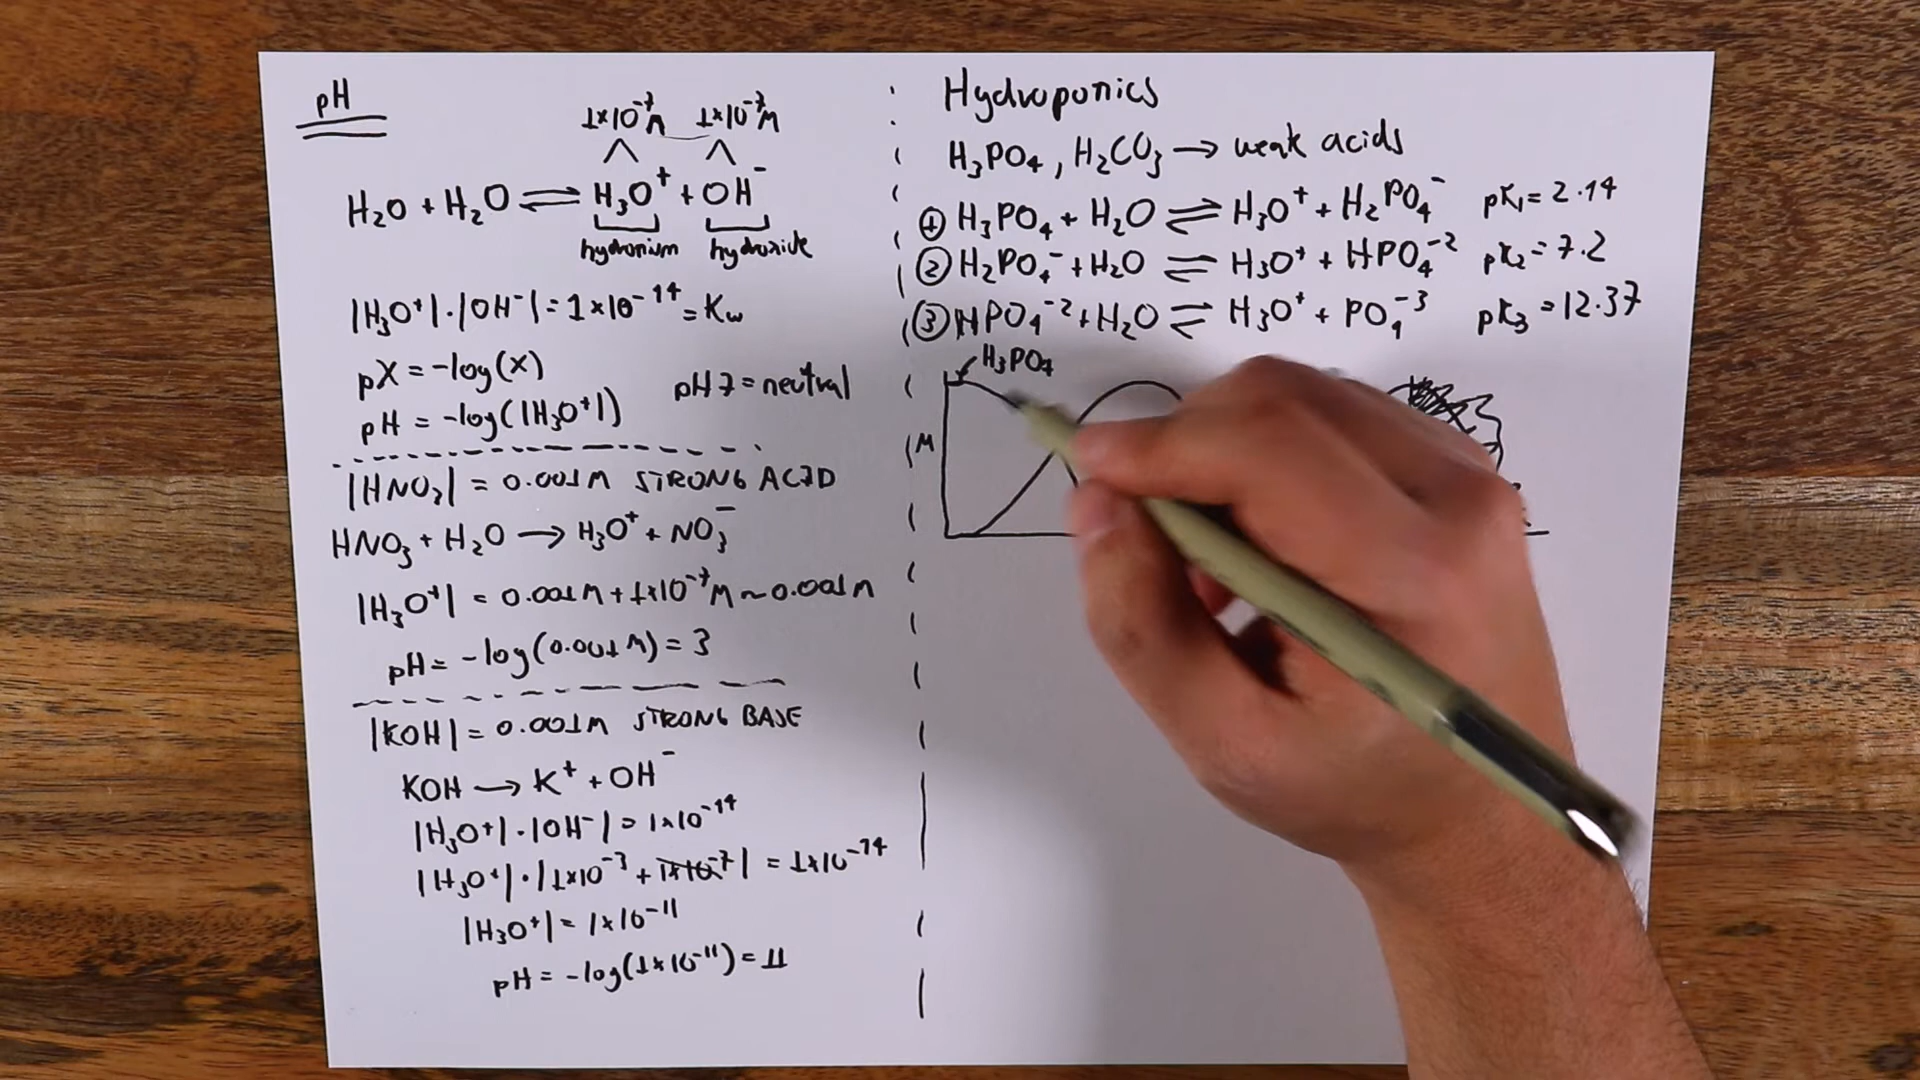 pH
1×10⁻⁷M 1×10⁻⁷M
H₂O + H₂O ⇌ H₃O⁺ + OH⁻
hydronium hydroxide
|H₃O⁺|·|OH⁻| = 1×10⁻¹⁴ = Kw
pX = -log(x)
pH 7 = neutral
pH = -log(|H₃O⁺|)
|HNO₃| = 0.001M STRONG ACID
HNO₃ + H₂O → H₃O⁺ + NO₃⁻
|H₃O⁺| = 0.001M + 1×10⁻⁷M ~ 0.001M
pH = -log(0.001M) = 3
|KOH| = 0.001M STRONG BASE
KOH → K⁺ + OH⁻
|H₃O⁺|·|OH⁻| = 1×10⁻¹⁴
|H₃O⁺|·|1×10⁻³ + 1×10⁻⁷| = 1×10⁻¹⁴
|H₃O⁺| = 1×10⁻¹¹
pH = -log(1×10⁻¹¹) = 11
Hydroponics
H₃PO₄, H₂CO₃ → weak acids
① H₃PO₄ + H₂O ⇌ H₃O⁺ + H₂PO₄⁻ pK₁ = 2.14
② H₂PO₄⁻ + H₂O ⇌ H₃O⁺ + HPO₄⁻² pK₂ = 7.2
③ HPO₄⁻² + H₂O ⇌ H₃O⁺ + PO₄⁻³ pK₃ = 12.37
H₃PO₄
M